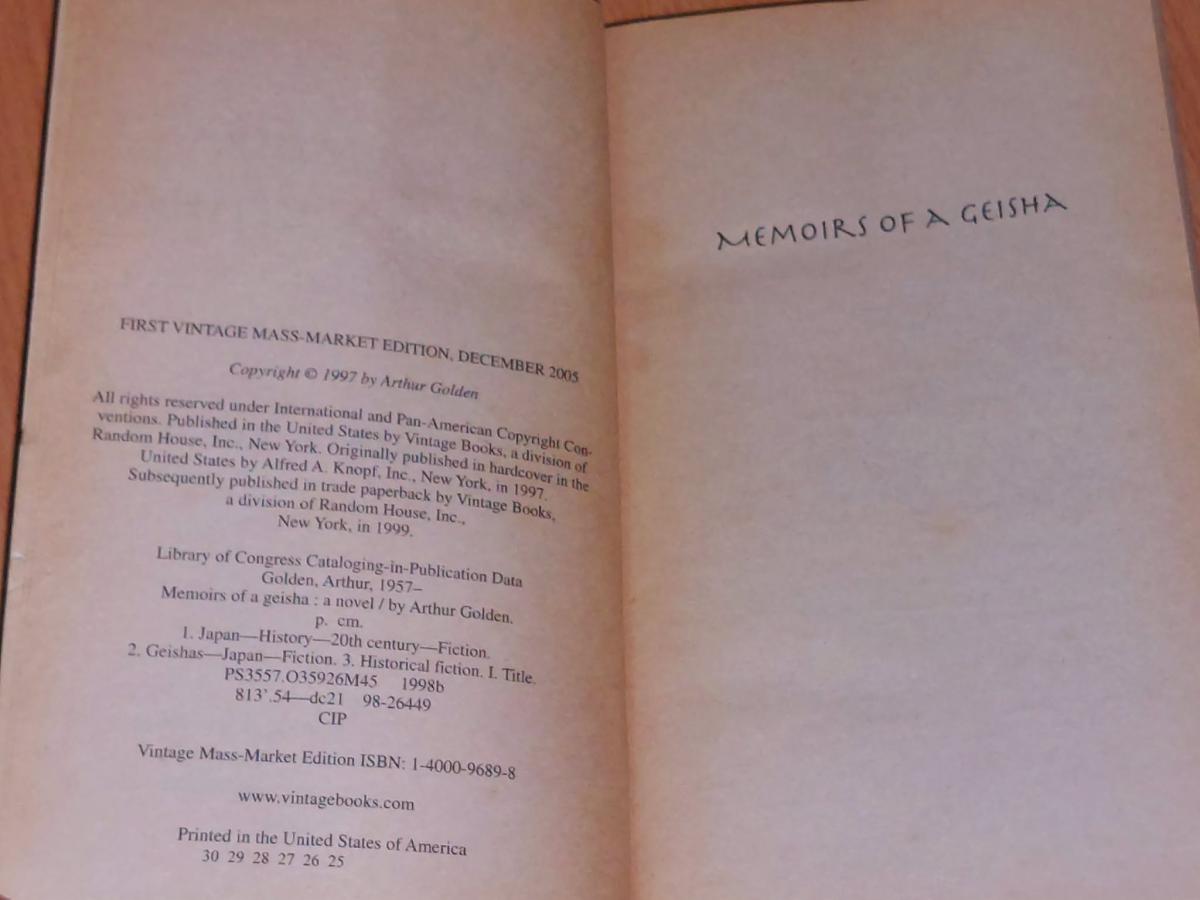 FIRST VINTAGE MASS-MARKET EDITION, DECEMBER 2005
Copyright © 1997 by Arthur Golden
All rights reserved under International and Pan-American Copyright Con-
ventions. Published in the United States by Vintage Books, a division of
Random House, Inc., New York. Originally published in hardcover in the
United States by Alfred A. Knopf, Inc., New York, in 1997.
Subsequently published in trade paperback by Vintage Books,
a division of Random House, Inc.,
New York, in 1999.
Library of Congress Cataloging-in-Publication Data
Golden, Arthur, 1957–
Memoirs of a geisha : a novel / by Arthur Golden.
p. cm.
1. Japan—History—20th century—Fiction.
2. Geishas—Japan—Fiction. 3. Historical fiction. I. Title.
PS3557.O35926M45 1998b
813'.54—dc21 98-26449
CIP
Vintage Mass-Market Edition ISBN: 1-4000-9689-8
www.vintagebooks.com
Printed in the United States of America
30 29 28 27 26 25
MEMOIRS OF A GEISHA